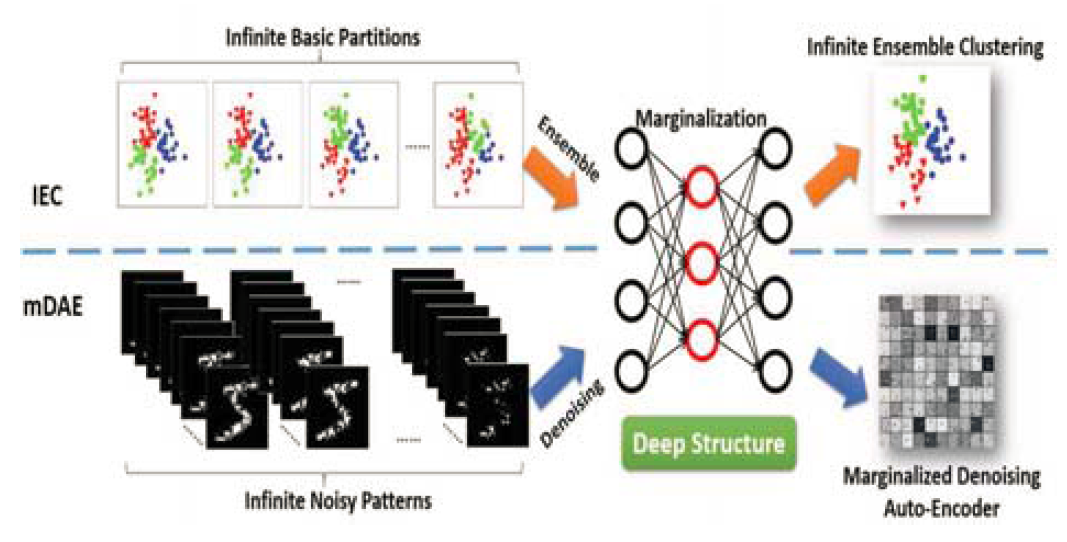 Infinite Basic Partitions
Infinite Ensemble Clustering
Marginalization
Ensemble
......
IEC
mDAE
......
Denoising
Deep Structure
......
......
......
......
Infinite Noisy Patterns
Marginalized Denoising
Auto-Encoder